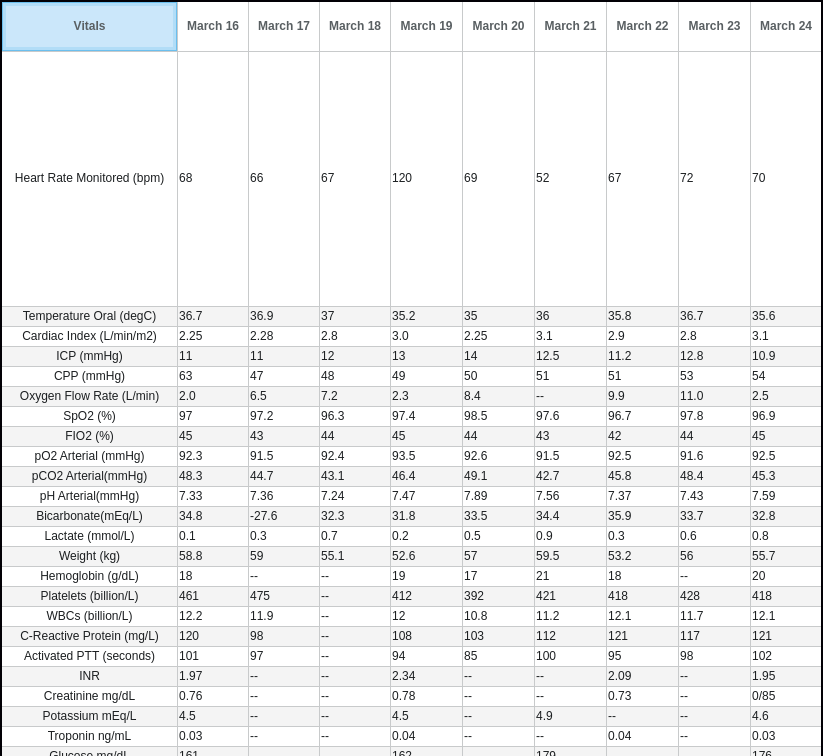 Vitals March 16 March 17 March 18 March 19 March 20 March 21 March 22 March 23 March 24
Heart Rate Monitored (bpm) 68 66 67 120 69 52 67 72 70
Temperature Oral (degC) 36.7 36.9 37 35.2 35 36 35.8 36.7 35.6
Cardiac Index (L/min/m2) 2.25 2.28 2.8 3.0 2.25 3.1 2.9 2.8 3.1
ICP (mmHg) 11 11 12 13 14 12.5 11.2 12.8 10.9
CPP (mmHg) 63 47 48 49 50 51 51 53 54
Oxygen Flow Rate (L/min) 2.0 6.5 7.2 2.3 8.4 -- 9.9 11.0 2.5
SpO2 (%) 97 97.2 96.3 97.4 98.5 97.6 96.7 97.8 96.9
FIO2 (%) 45 43 44 45 44 43 42 44 45
pO2 Arterial (mmHg) 92.3 91.5 92.4 93.5 92.6 91.5 92.5 91.6 92.5
pCO2 Arterial(mmHg) 48.3 44.7 43.1 46.4 49.1 42.7 45.8 48.4 45.3
pH Arterial(mmHg) 7.33 7.36 7.24 7.47 7.89 7.56 7.37 7.43 7.59
Bicarbonate(mEq/L) 34.8 -27.6 32.3 31.8 33.5 34.4 35.9 33.7 32.8
Lactate (mmol/L) 0.1 0.3 0.7 0.2 0.5 0.9 0.3 0.6 0.8
Weight (kg) 58.8 59 55.1 52.6 57 59.5 53.2 56 55.7
Hemoglobin (g/dL) 18 -- -- 19 17 21 18 -- 20
Platelets (billion/L) 461 475 -- 412 392 421 418 428 418
WBCs (billion/L) 12.2 11.9 -- 12 10.8 11.2 12.1 11.7 12.1
C-Reactive Protein (mg/L) 120 98 -- 108 103 112 121 117 121
Activated PTT (seconds) 101 97 -- 94 85 100 95 98 102
INR 1.97 -- -- 2.34 -- -- 2.09 -- 1.95
Creatinine mg/dL 0.76 -- -- 0.78 -- -- 0.73 -- 0/85
Potassium mEq/L 4.5 -- -- 4.5 -- 4.9 -- -- 4.6
Troponin ng/mL 0.03 -- -- 0.04 -- -- 0.04 -- 0.03
Glucose mg/dL 161 162 179 176